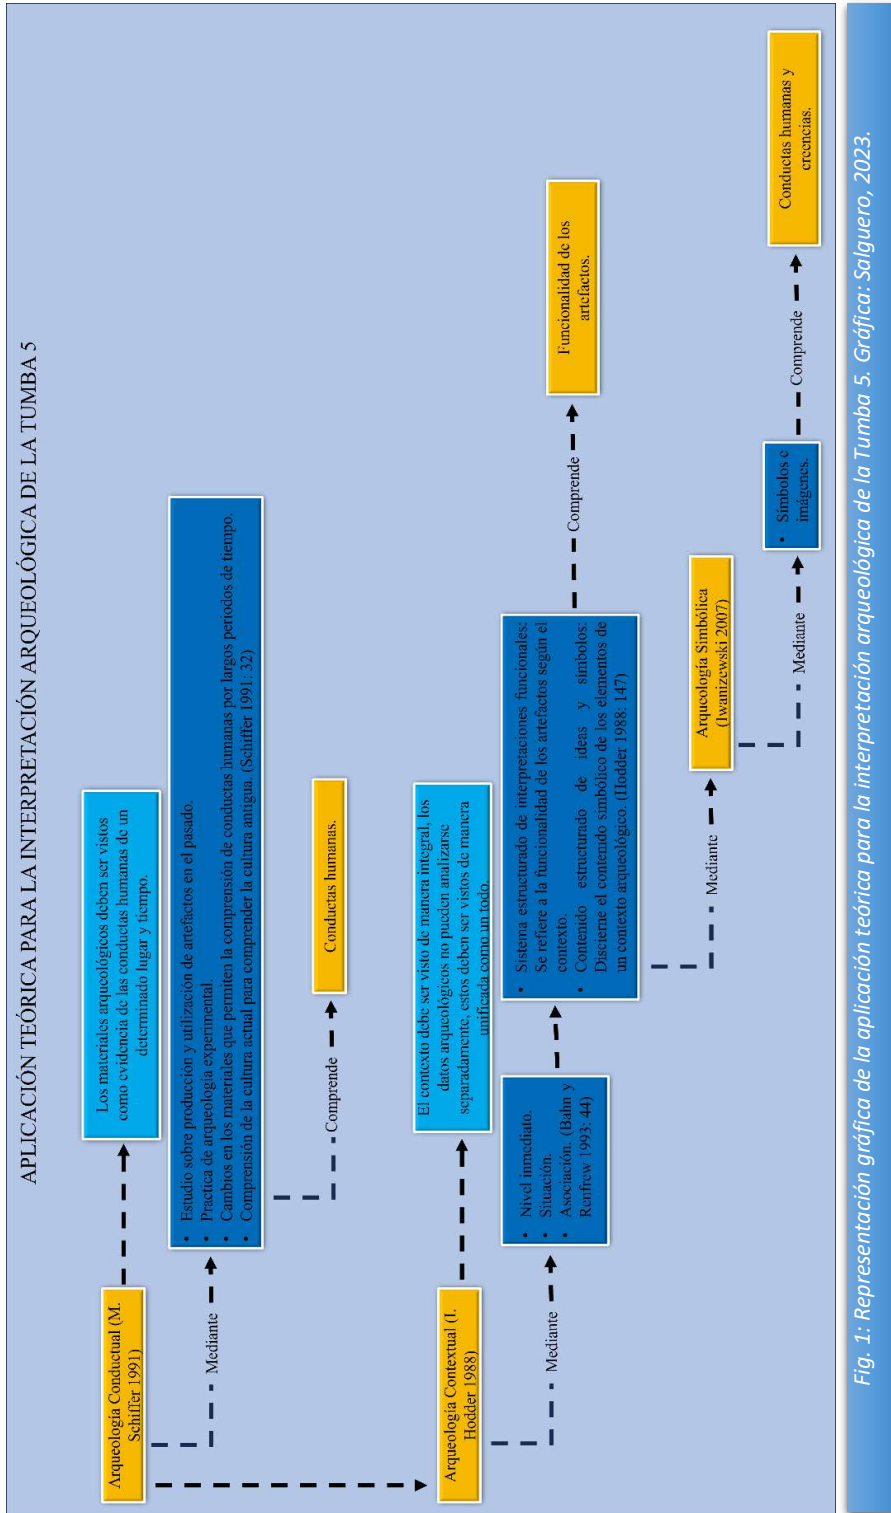 APLICACIÓN TEÓRICA PARA LA INTERPRETACIÓN ARQUEOLÓGICA DE LA TUMBA 5
Arqueología Conductual (M.
Schiffer 1991)
Los materiales arqueológicos deben ser vistos
como evidencia de las conductas humanas de un
determinado lugar y tiempo.
Mediante
• Estudio sobre producción y utilización de artefactos en el pasado.
• Practica de arqueología experimental.
• Cambios en los materiales que permiten la comprensión de conductas humanas por largos periodos de tiempo.
• Comprensión de la cultura actual para comprender la cultura antigua. (Schiffer 1991: 32)
Comprende
Conductas humanas.
Arqueología Contextual (I.
Hodder 1988)
El contexto debe ser visto de manera integral, los
datos arqueológicos no pueden analizarse
separadamente, estos deben ser vistos de manera
unificada como un todo.
Mediante
• Nivel inmediato.
• Situación.
• Asociación. (Bahn y
Renfrew 1993: 44)
• Sistema estructurado de interpretaciones funcionales:
Se refiere a la funcionalidad de los artefactos según el
contexto.
• Contenido estructurado de ideas y símbolos:
Discierne el contenido simbólico de los elementos de
un contexto arqueológico. (Hodder 1988: 147)
Comprende
Funcionalidad de los
artefactos.
Mediante
Arqueología Simbólica
(Iwanizewski 2007)
Mediante
• Símbolos e
imágenes.
Comprende
Conductas humanas y
creencias.
Fig. 1: Representación gráfica de la aplicación teórica para la interpretación arqueológica de la Tumba 5. Gráfica: Salguero, 2023.